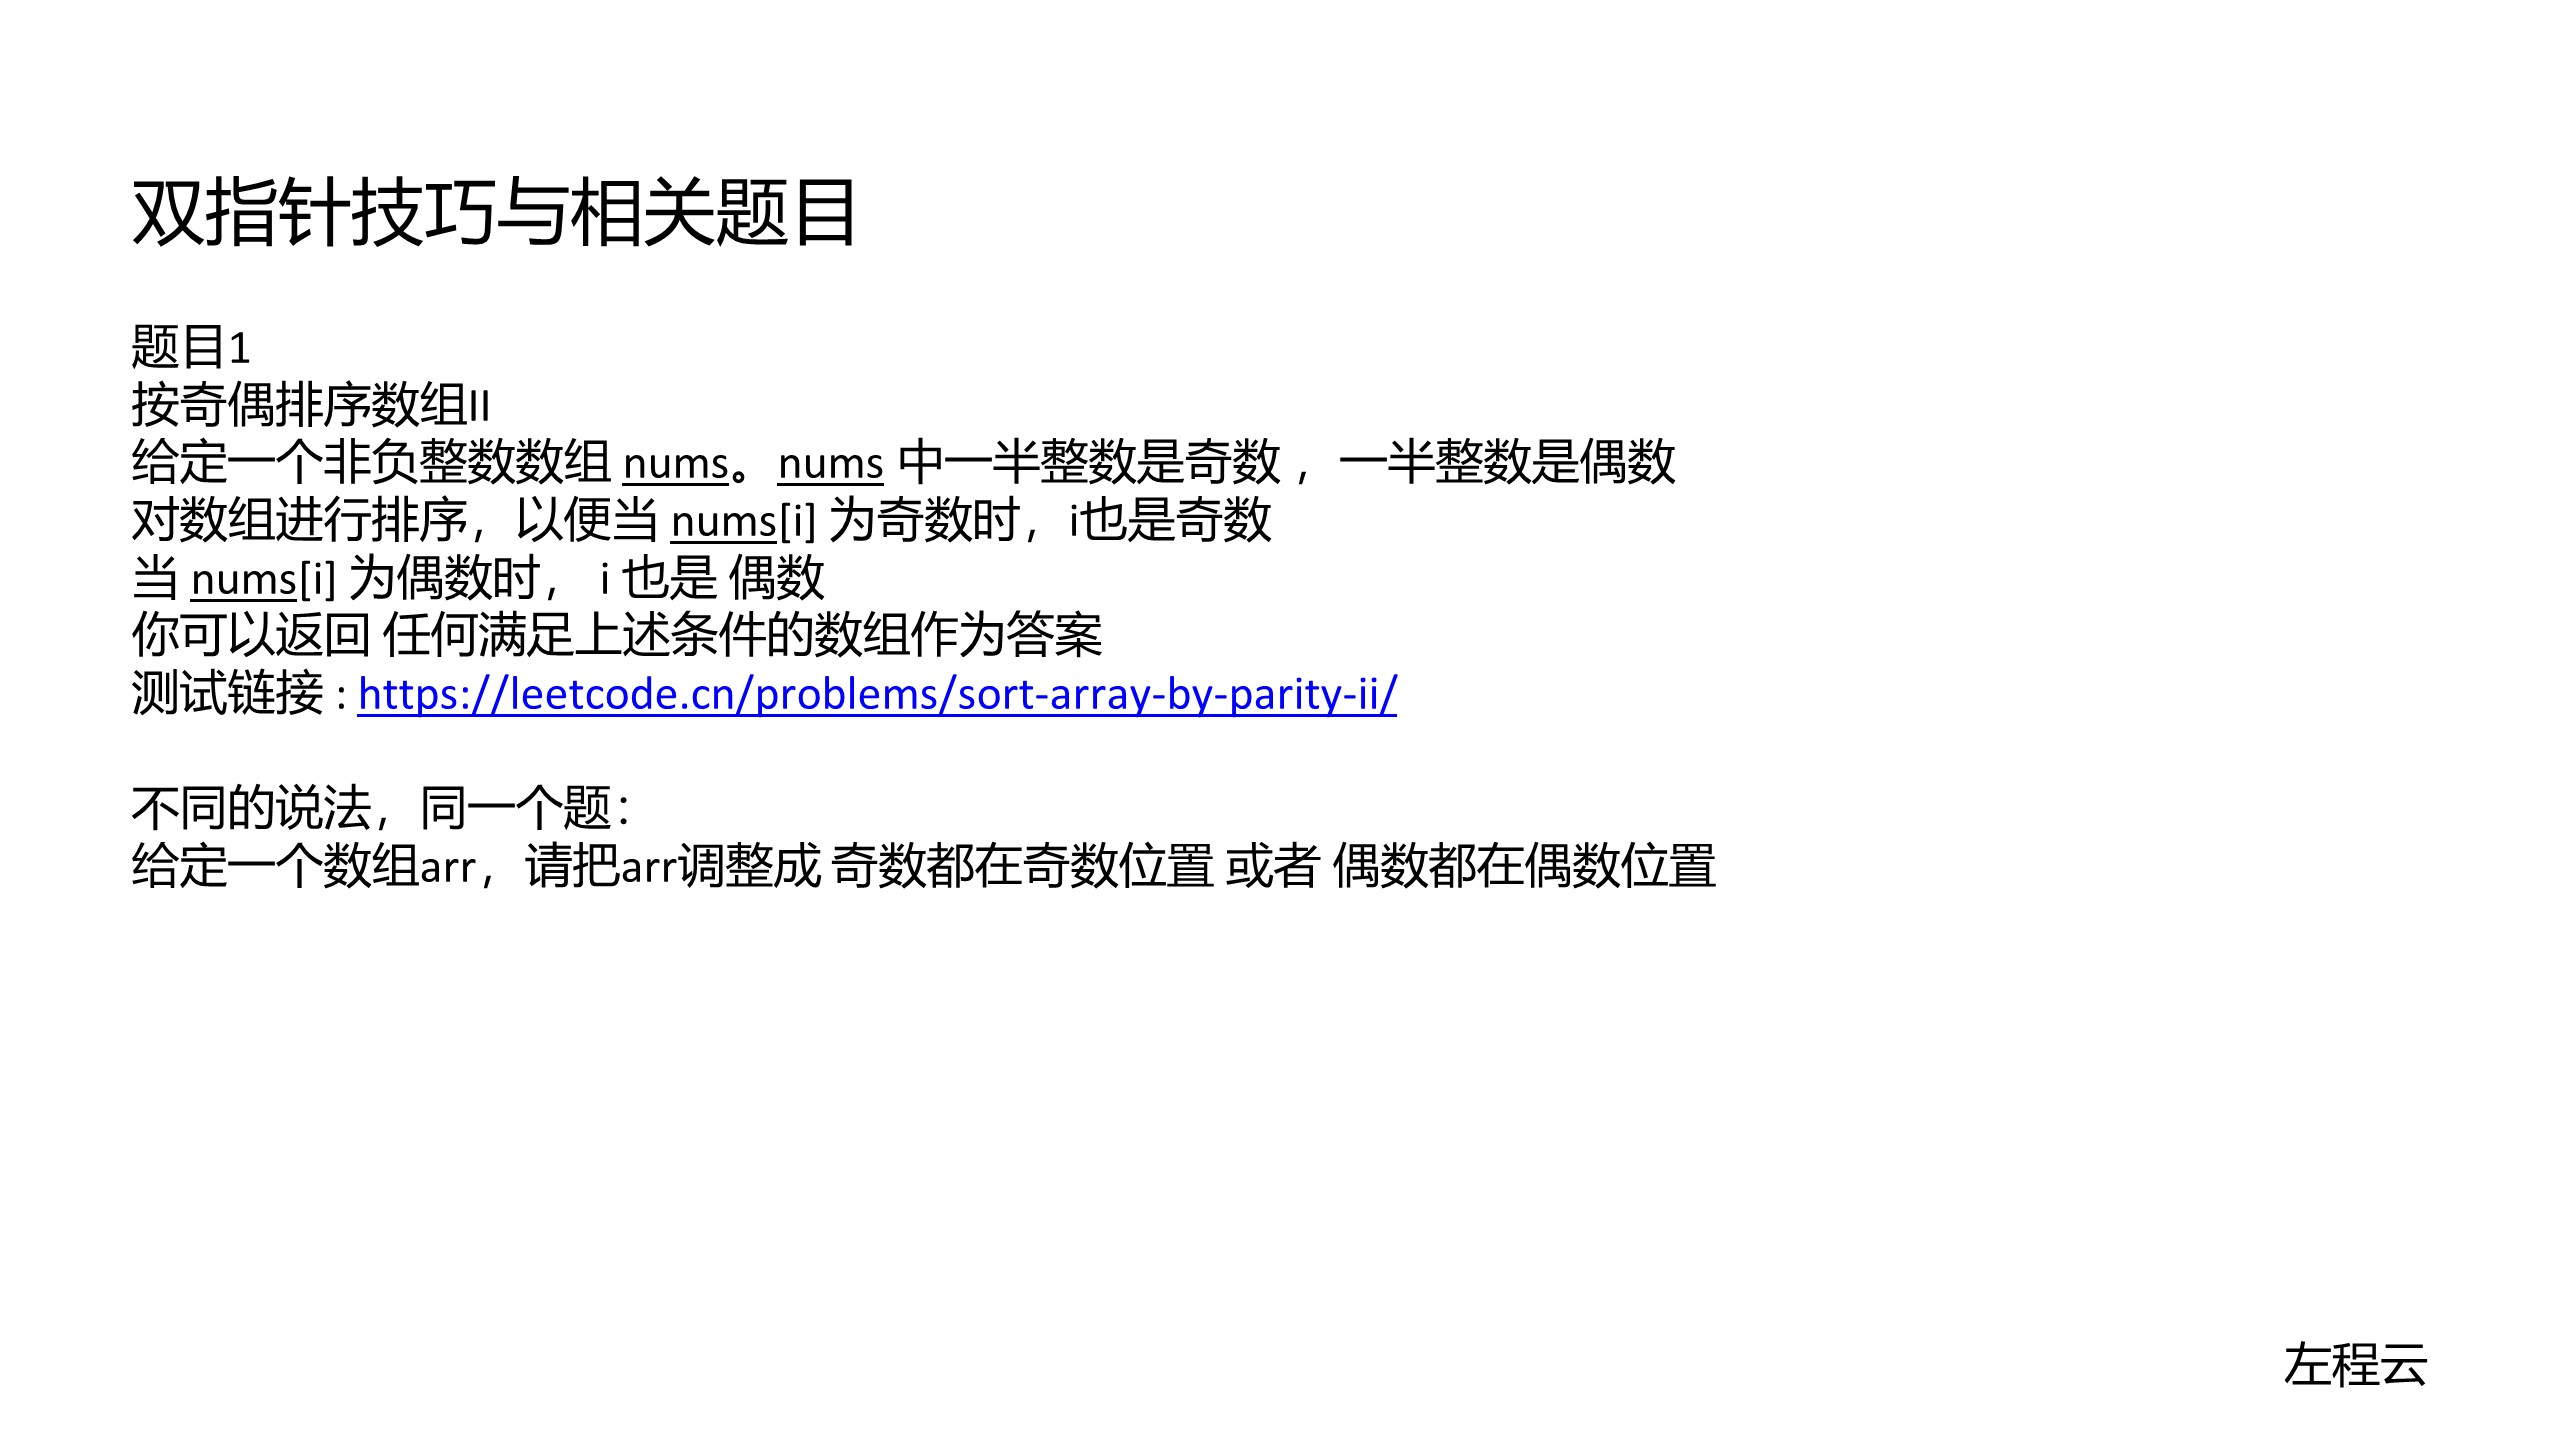 双指针技巧与相关题目
题目1
按奇偶排序数组II
给定一个非负整数数组 nums。nums 中一半整数是奇数 ，一半整数是偶数
对数组进行排序，以便当 nums[i] 为奇数时，i也是奇数
当 nums[i] 为偶数时， i 也是 偶数
你可以返回 任何满足上述条件的数组作为答案
测试链接 : https://leetcode.cn/problems/sort-array-by-parity-ii/
不同的说法，同一个题：
给定一个数组arr，请把arr调整成 奇数都在奇数位置 或者 偶数都在偶数位置
左程云